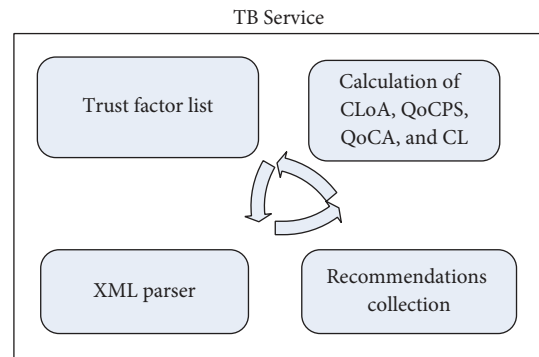 TB Service
Trust factor list
Calculation of
CLoA, QoCPS,
QoCA, and CL
XML parser
Recommendations
collection